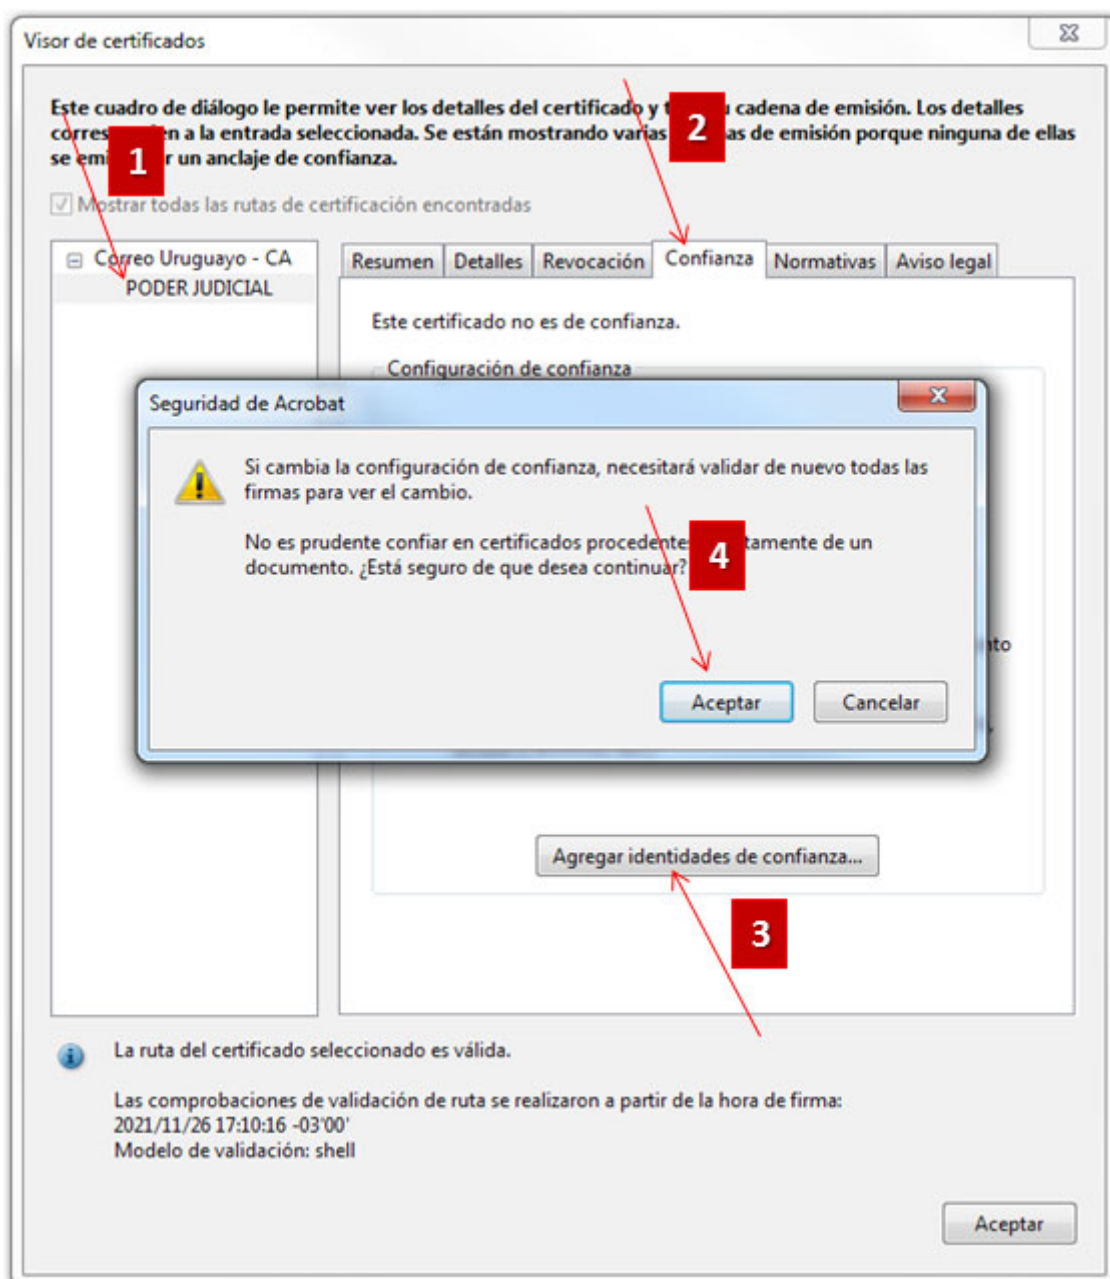 Visor de certificados
Este cuadro de diálogo le permite ver los detalles del certificado y cadena de emisión. Los detalles
a la entrada seleccionada. Se están mostrando varias de emisión porque ninguna de ellas
se un anclaje de confianza.
1
2
Mostrar todas las rutas de certificación encontradas
Correo Uruguayo - CA
PODER JUDICIAL
Resumen Detalles Revocación Confianza Normativas Aviso legal
Este certificado no es de confianza.
Configuración de confianza
Seguridad de Acrobat
Si cambia la configuración de confianza, necesitará validar de nuevo todas las
firmas para ver el cambio.
No es prudente confiar en certificados procedentes de un
documento. ¿Está seguro de que desea continuar?
4
Aceptar Cancelar
Agregar identidades de confianza...
3
La ruta del certificado seleccionado es válida.
Las comprobaciones de validación de ruta se realizaron a partir de la hora de firma:
2021/11/26 17:10:16 -03'00'
Modelo de validación: shell
Aceptar